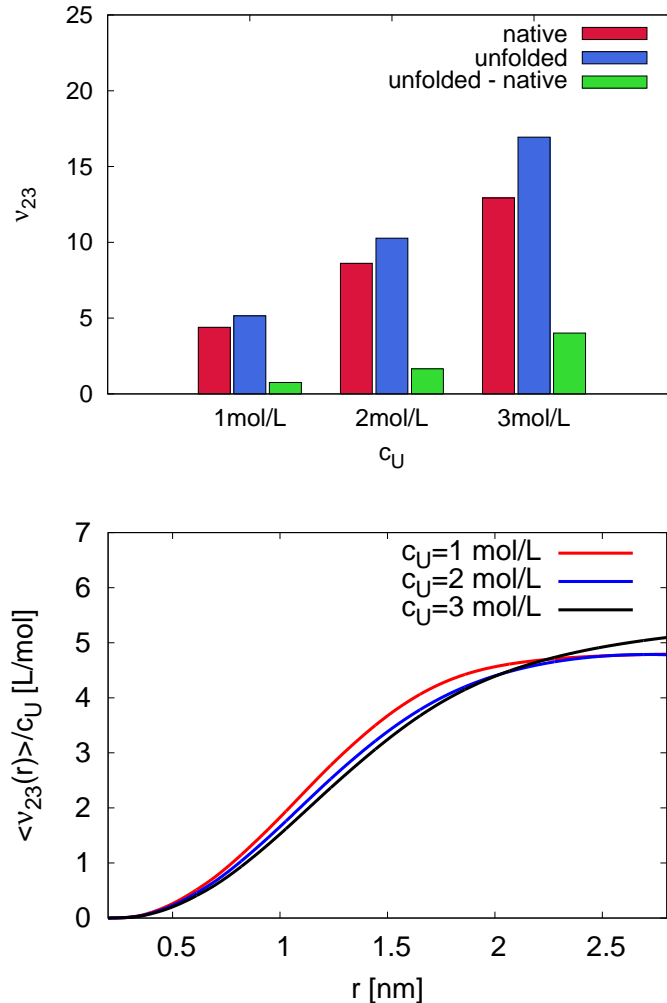 25
20
15
10
5
0
ν23
native
unfolded
unfolded - native
1mol/L 2mol/L 3mol/L
cU
7
6
5
4
3
2
1
0
<ν23(r)>/cU [L/mol]
cU=1 mol/L
cU=2 mol/L
cU=3 mol/L
0.5 1 1.5 2 2.5
r [nm]